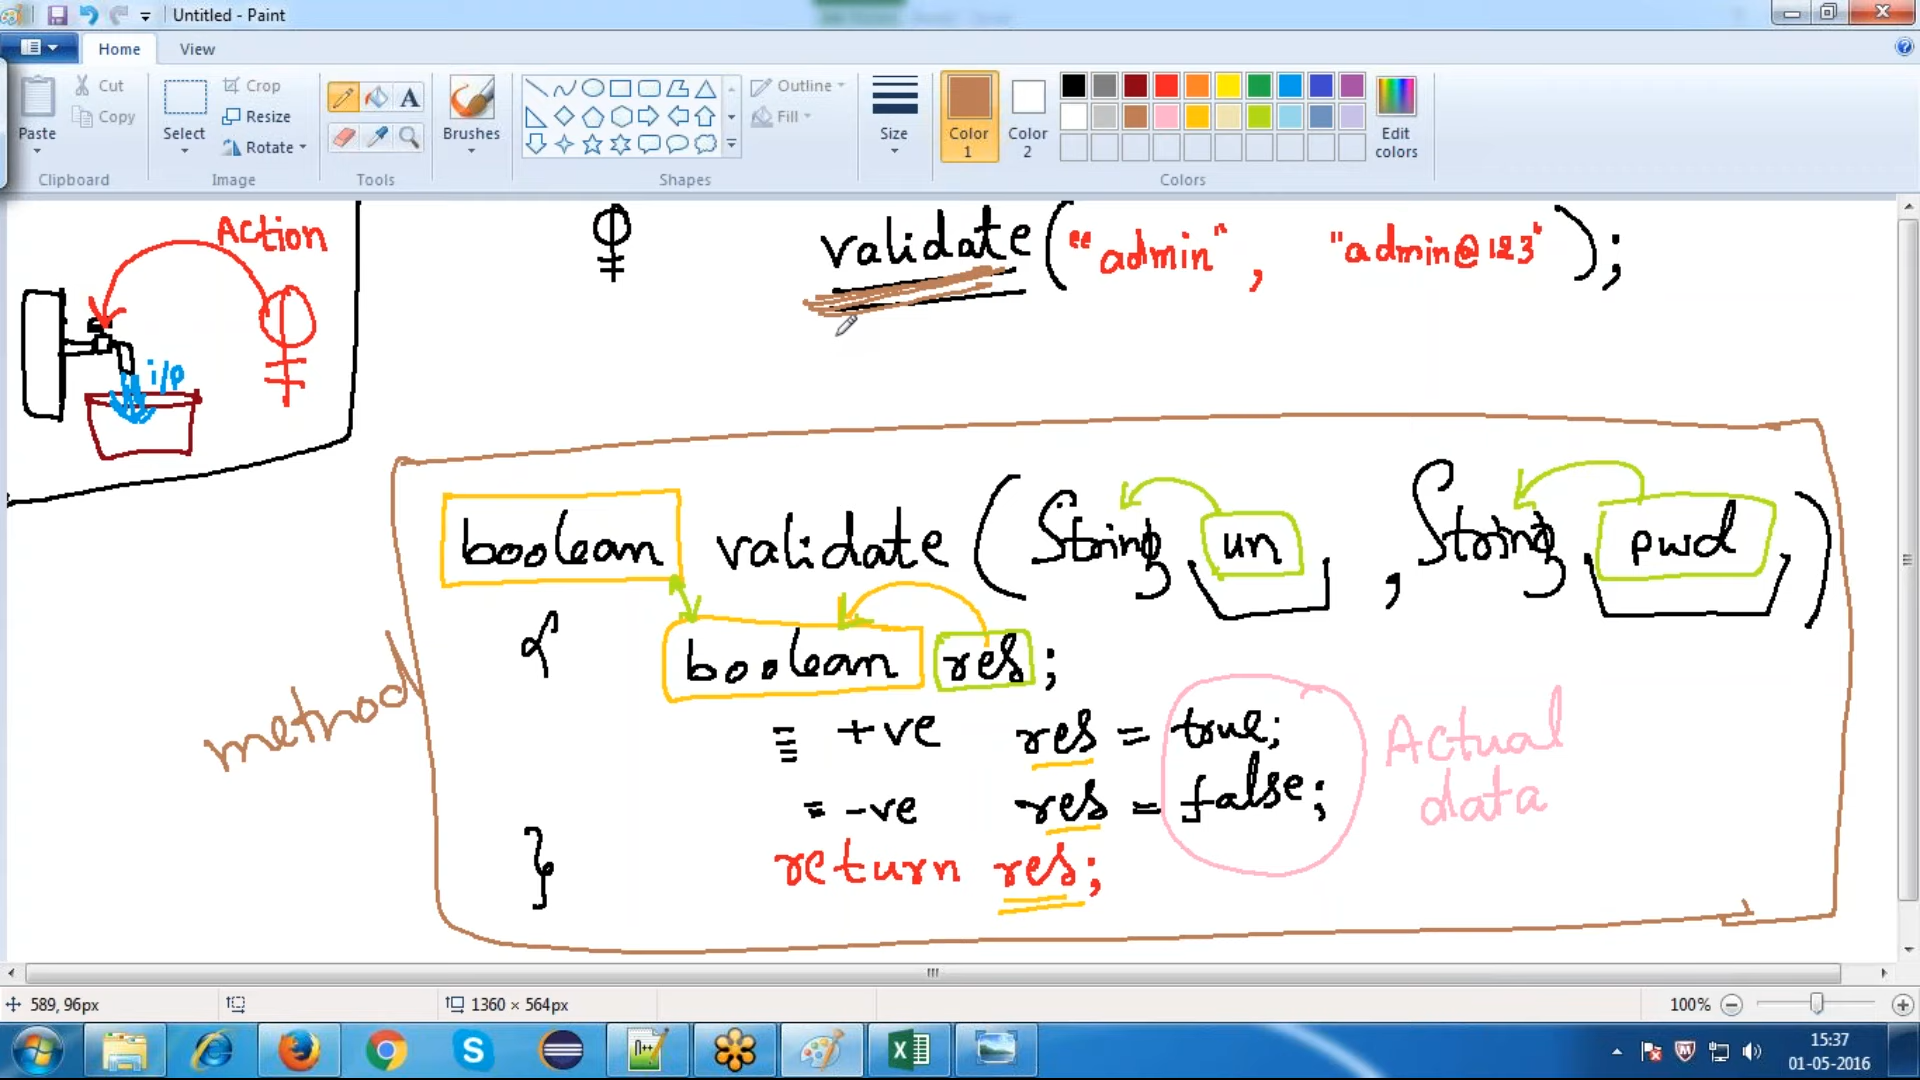 Untitled - Paint
Home View
Paste
Cut
Copy
Clipboard
Select
Crop
Resize
Rotate
Image
A
Tools
Brushes
Outline
Fill
Shapes
Size
Color 1
Color 2
Edit colors
Colors
Action
i/p
validate ("admin", "admin@123");
boolean validate (String un, String pwd)
{ boolean res;
+ve res = true;
-ve res = false;
Actual data
return res;
}
method
589, 96px
1360 × 564px
100%
15:37
01-05-2016